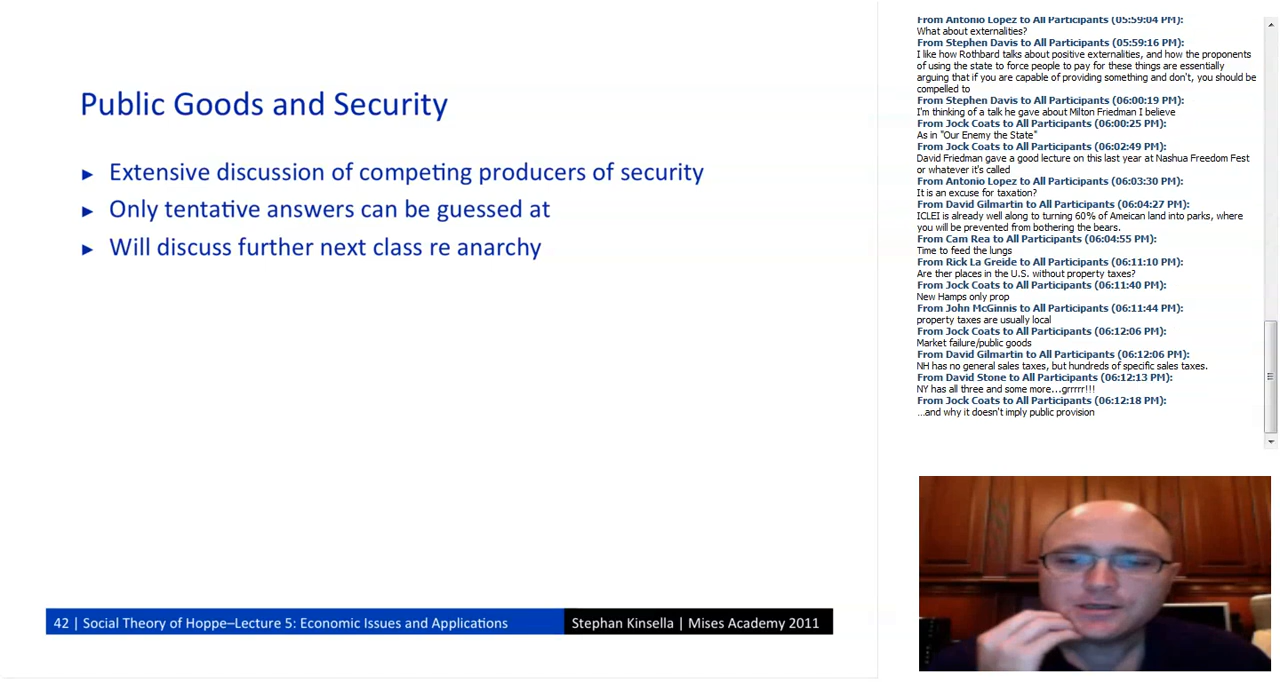 Public Goods and Security
Extensive discussion of competing producers of security
Only tentative answers can be guessed at
Will discuss further next class re anarchy
42 | Social Theory of Hoppe–Lecture 5: Economic Issues and Applications
Stephan Kinsella | Mises Academy 2011
From Antonio Lopez to All Participants (05:59:04 PM):
What about externalities?
From Stephen Davis to All Participants (05:59:16 PM):
I like how Rothbard talks about positive externalities, and how the proponents
of using the state to force people to pay for these things are essentially
arguing that if you are capable of providing something and don't, you should be
compelled to
From Stephen Davis to All Participants (06:00:19 PM):
I'm thinking of a talk he gave about Milton Friedman I believe
From Jock Coats to All Participants (06:00:25 PM):
As in "Our Enemy the State"
From Jock Coats to All Participants (06:02:49 PM):
David Friedman gave a good lecture on this last year at Nashua Freedom Fest
or whatever it's called
From Antonio Lopez to All Participants (06:03:30 PM):
It is an excuse for taxation?
From David Gilmartin to All Participants (06:04:27 PM):
ICLEI is already well along to turning 60% of Ameican land into parks, where
you will be prevented from bothering the bears.
From Cam Rea to All Participants (06:04:55 PM):
Time to feed the lungs
From Rick La Greide to All Participants (06:11:10 PM):
Are ther places in the U.S. without property taxes?
From Jock Coats to All Participants (06:11:40 PM):
New Hamps only prop
From John McGinnis to All Participants (06:11:44 PM):
property taxes are usually local
From Jock Coats to All Participants (06:12:06 PM):
Market failure/public goods
From David Gilmartin to All Participants (06:12:06 PM):
NH has no general sales taxes, but hundreds of specific sales taxes.
From David Stone to All Participants (06:12:13 PM):
NY has all three and some more...grrrrr!!!
From Jock Coats to All Participants (06:12:18 PM):
...and why it doesn't imply public provision